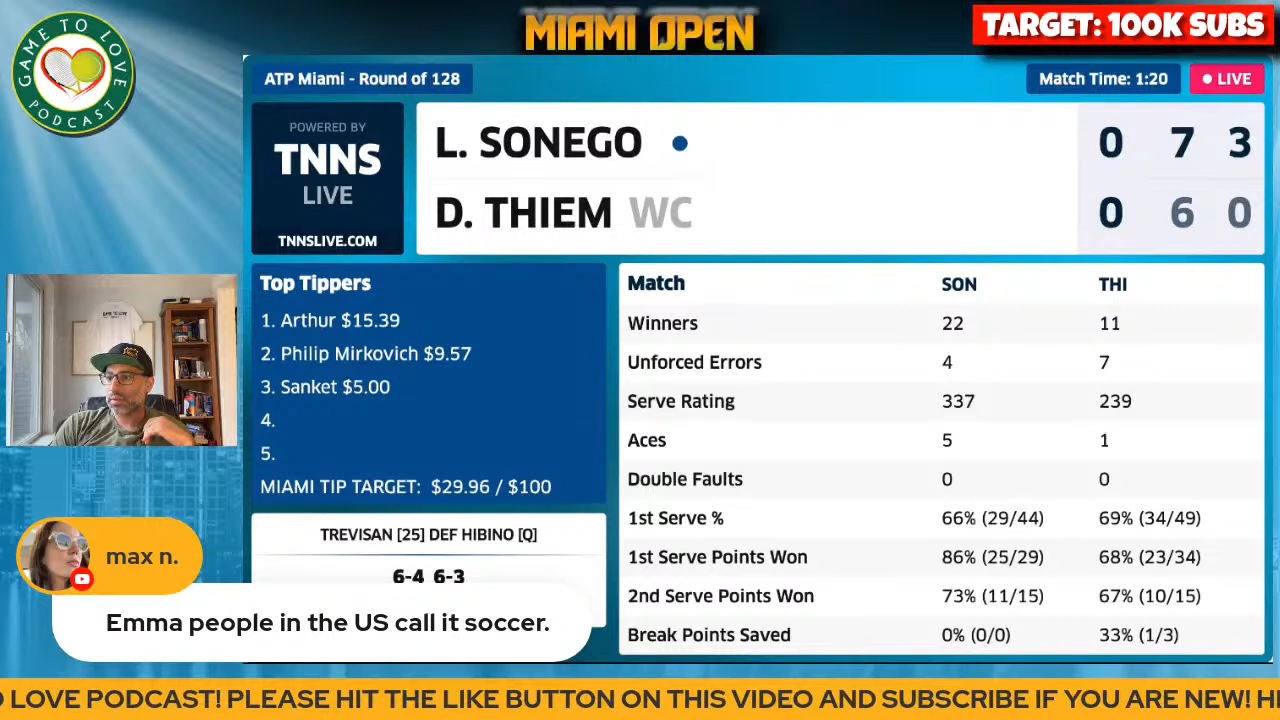 GAME TO LOVE
PODCAST
MIAMI OPEN
TARGET: 100K SUBS
ATP Miami - Round of 128
Match Time: 1:20
LIVE
POWERED BY
TNNS
LIVE
TNNSLIVE.COM
L. SONEGO 0 7 3
D. THIEM WC 0 6 0
Top Tippers
1. Arthur $15.39
2. Philip Mirkovich $9.57
3. Sanket $5.00
4.
5.
MIAMI TIP TARGET: $29.96 / $100
TREVISAN [25] DEF HIBINO [Q]
6-4 6-3
Match SON THI
Winners 22 11
Unforced Errors 4 7
Serve Rating 337 239
Aces 5 1
Double Faults 0 0
1st Serve % 66% (29/44) 69% (34/49)
1st Serve Points Won 86% (25/29) 68% (23/34)
2nd Serve Points Won 73% (11/15) 67% (10/15)
Break Points Saved 0% (0/0) 33% (1/3)
max n.
Emma people in the US call it soccer.
O LOVE PODCAST! PLEASE HIT THE LIKE BUTTON ON THIS VIDEO AND SUBSCRIBE IF YOU ARE NEW! H